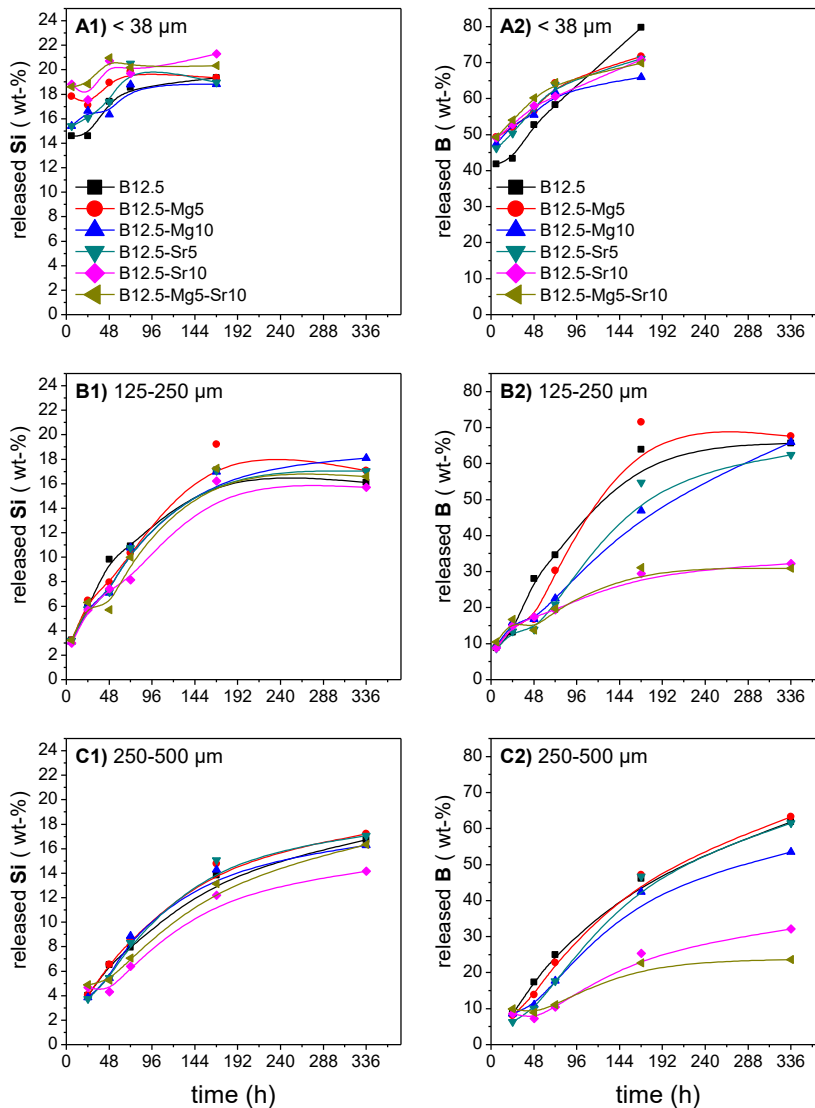 A1) < 38 µm
24
22
20
18
16
14
12
10
8
6
4
2
0
released Si ( wt-%)
B12.5
B12.5-Mg5
B12.5-Mg10
B12.5-Sr5
B12.5-Sr10
B12.5-Mg5-Sr10
0 48 96 144 192 240 288 336
A2) < 38 µm
80
70
60
50
40
30
20
10
0
released B ( wt-%)
B12.5
B12.5-Mg5
B12.5-Mg10
B12.5-Sr5
B12.5-Sr10
B12.5-Mg5-Sr10
0 48 96 144 192 240 288 336
B1) 125-250 µm
24
22
20
18
16
14
12
10
8
6
4
2
0
released Si ( wt-%)
0 48 96 144 192 240 288 336
B2) 125-250 µm
80
70
60
50
40
30
20
10
0
released B ( wt-%)
0 48 96 144 192 240 288 336
C1) 250-500 µm
24
22
20
18
16
14
12
10
8
6
4
2
0
released Si ( wt-%)
0 48 96 144 192 240 288 336
time (h)
C2) 250-500 µm
80
70
60
50
40
30
20
10
0
released B ( wt-%)
0 48 96 144 192 240 288 336
time (h)